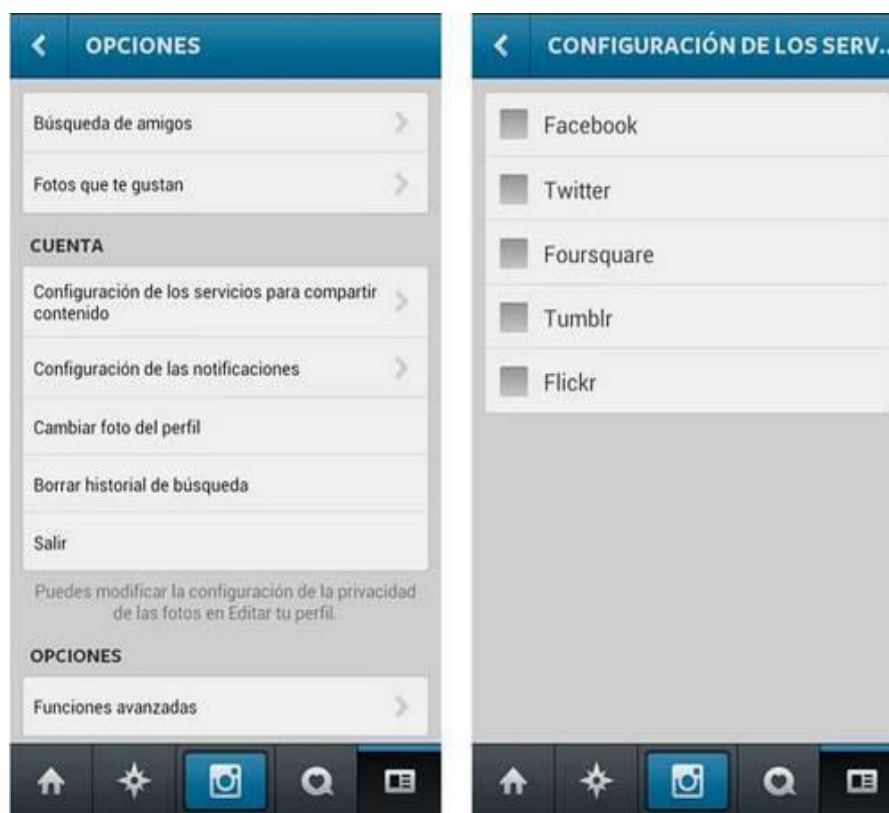 OPCIONES
Búsqueda de amigos
Fotos que te gustan
CUENTA
Configuración de los servicios para compartir
contenido
Configuración de las notificaciones
Cambiar foto del perfil
Borrar historial de búsqueda
Salir
Puedes modificar la configuración de la privacidad
de las fotos en Editar tu perfil.
OPCIONES
Funciones avanzadas
CONFIGURACIÓN DE LOS SERV..
Facebook
Twitter
Foursquare
Tumblr
Flickr